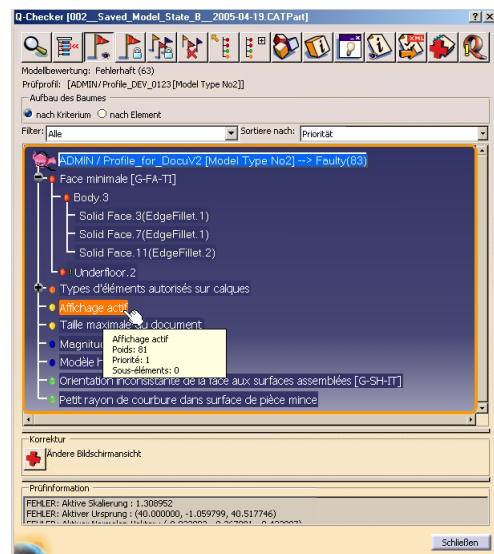 Q-Checker [002__Saved_Model_State_B__2005-04-19.CATPart]
Modellbewertung: Fehlerhaft (63)
Prüfprofil: [ADMIN/Profile_DEV_0123[Model Type No2]]
Aufbau des Baumes
nach Kriterium nach Element
Filter: Alle Sortiere nach: Priorität
ADMIN / Profile_for_DocuV2 [Model Type No2] --> Faulty(83)
Face minimale [G-FA-TI]
Body.3
Solid Face.3(EdgeFillet.1)
Solid Face.7(EdgeFillet.1)
Solid Face.11(EdgeFillet.2)
! Underfloor.2
Types d'éléments autorisés sur calques
Affichage actif
Taille maximale du document
Affichage actif
Poids: 81
Priorité: 1
Sous-éléments: 0
Modèle
Orientation inconsistante de la face aux surfaces assemblées [G-SH-IT]
Petit rayon de courbure dans surface de pièce mince
Korrektur
Ändere Bildschirmansicht
Prüfinformation
FEHLER: Aktive Skalierung : 1.308952
FEHLER: Aktiver Ursprung : (40.000000, -1.059799, 40.517746)
Schließen